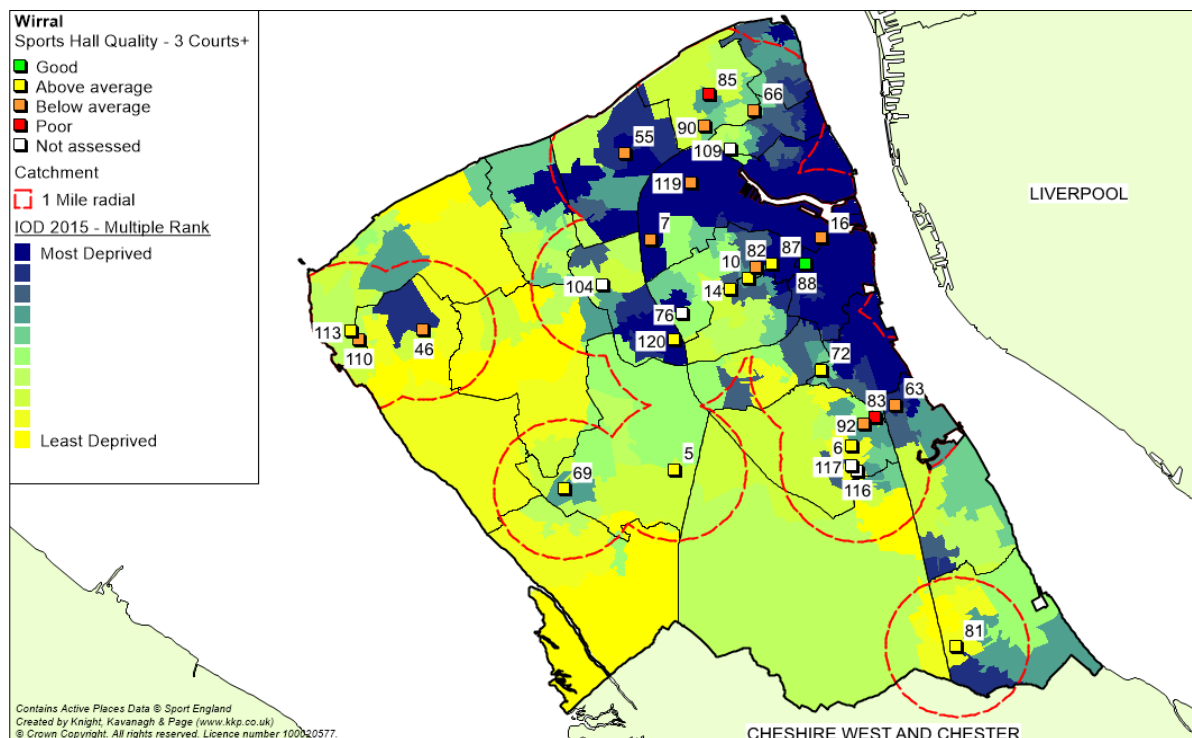 Wirral
Sports Hall Quality - 3 Courts+
Good
Above average
Below average
Poor
Not assessed
Catchment
1 Mile radial
IOD 2015 - Multiple Rank
Most Deprived
Least Deprived
85
66
90
55
109
119
LIVERPOOL
7
16
82
87
10
88
104
14
76
113
110
46
120
72
83
63
92
6
5
69
117
116
81
Contains Active Places Data © Sport England
Created by Knight, Kavanagh & Page (www.kkp.co.uk)
© Crown Copyright. All rights reserved. Licence number 100020577.
CHESHIRE WEST AND CHESTER